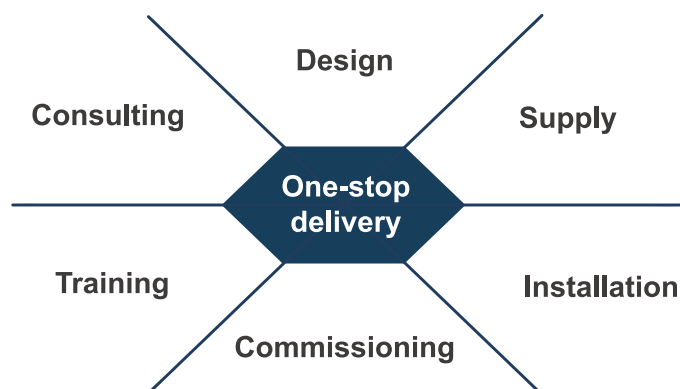 Design
Consulting
Supply
One-stop
delivery
Training
Installation
Commissioning